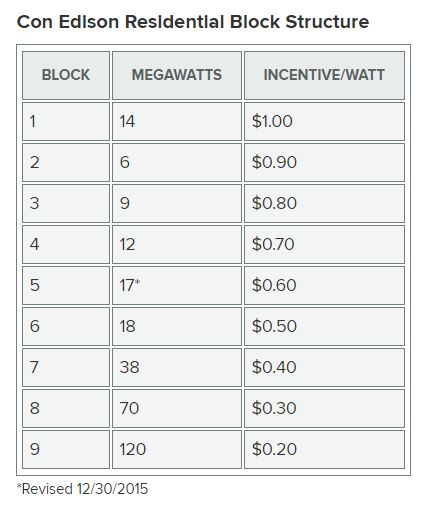 Con Edison Residential Block Structure
BLOCK MEGAWATTS INCENTIVE/WATT
1 14 $1.00
2 6 $0.90
3 9 $0.80
4 12 $0.70
5 17* $0.60
6 18 $0.50
7 38 $0.40
8 70 $0.30
9 120 $0.20
*Revised 12/30/2015